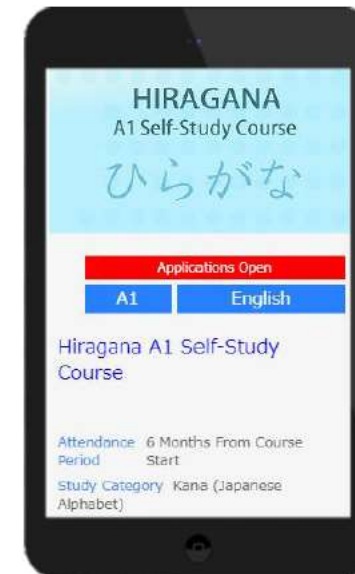 HIRAGANA
A1 Self-Study Course
ひらがな
Applications Open
A1 English
Hiragana A1 Self-Study
Course
Attendance 6 Months From Course
Period Start
Study Category Kana (Japanese
Alphabet)